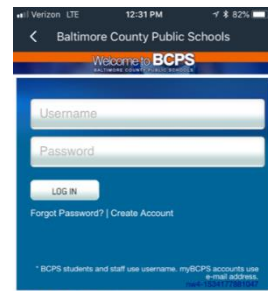 Verizon LTE 12:31 PM 82%
Baltimore County Public Schools
Welcome to BCPS
BALTIMORE COUNTY PUBLIC SCHOOLS
Username
Password
LOG IN
Forgot Password? | Create Account
* BCPS students and staff use username. myBCPS accounts use
e-mail address.